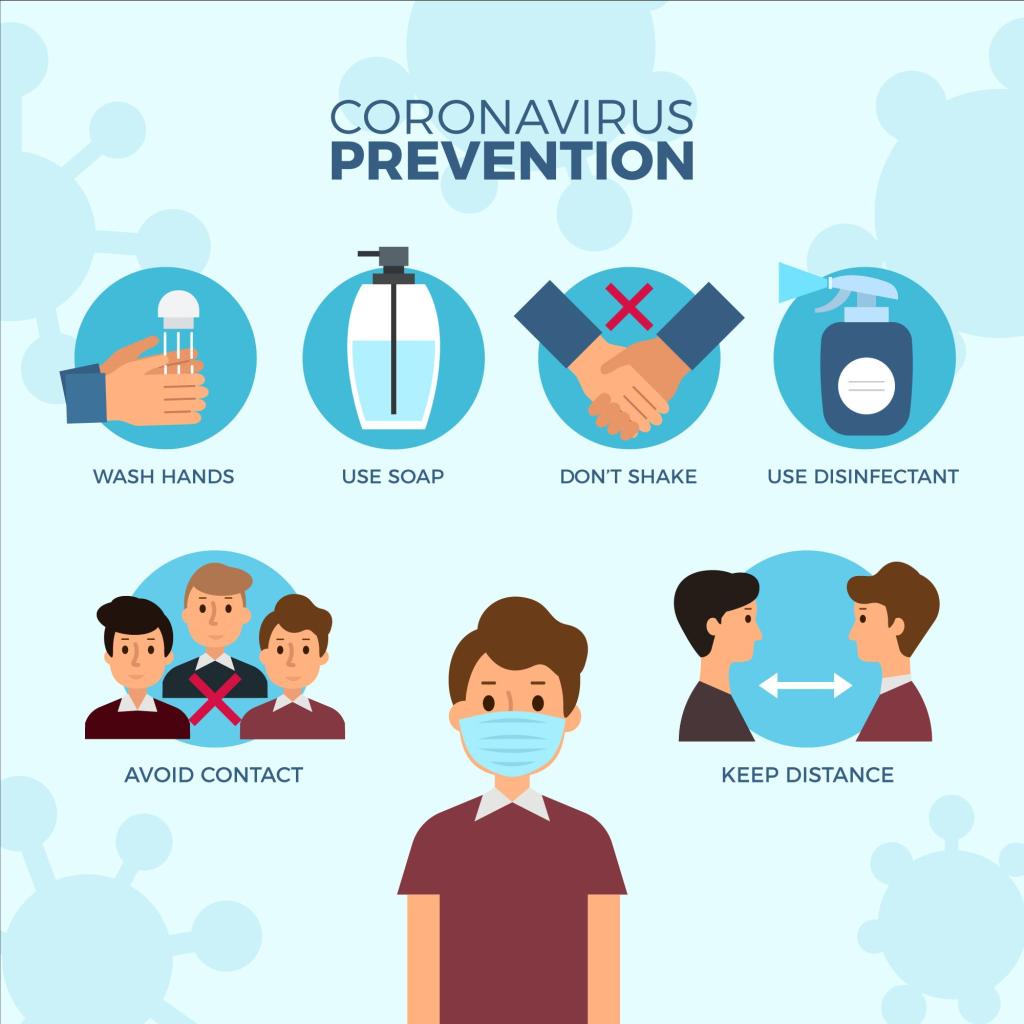 CORONAVIRUS
PREVENTION
WASH HANDS
USE SOAP
DON'T SHAKE
USE DISINFECTANT
AVOID CONTACT
KEEP DISTANCE